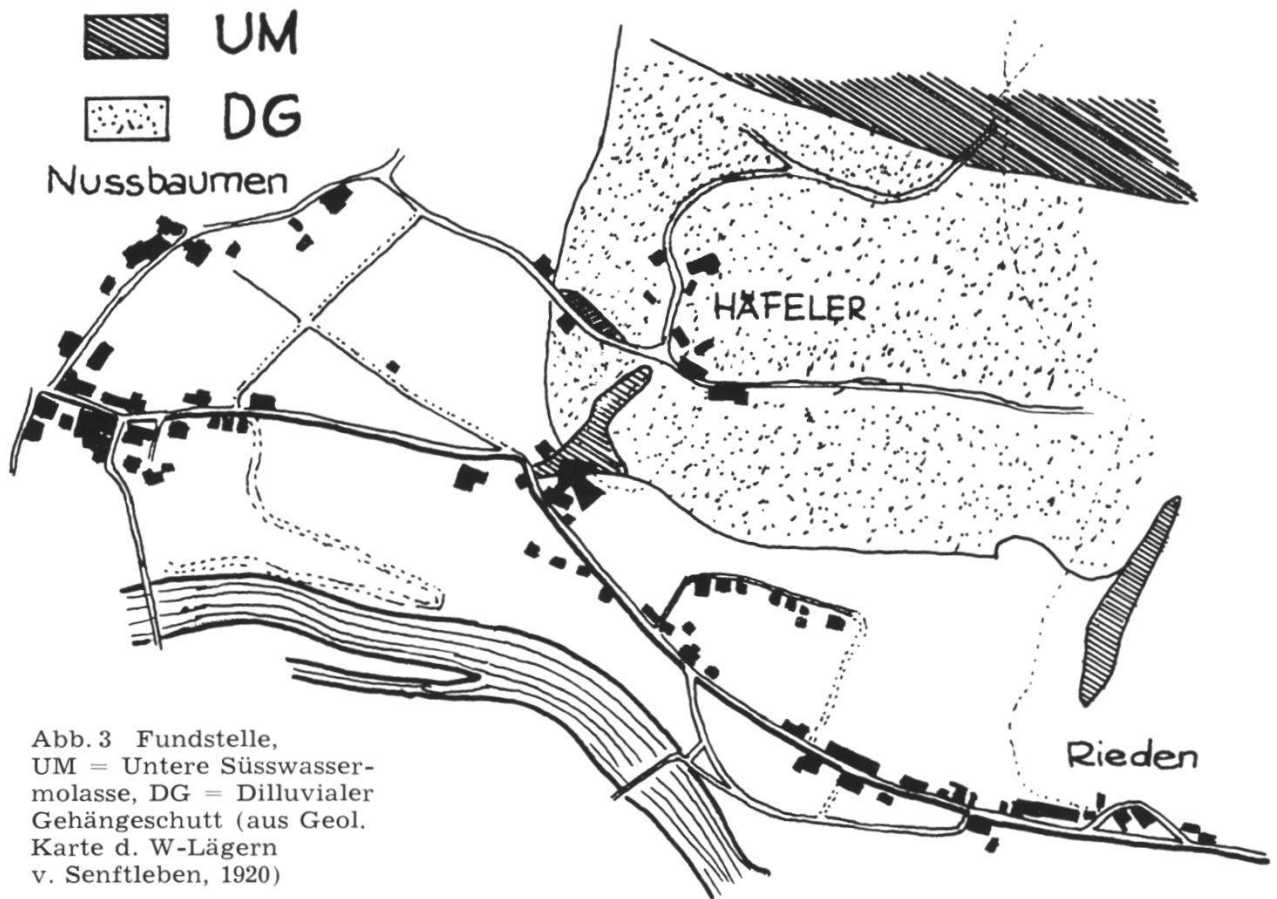 UM
DG
Nussbaumen
HÄFELER
Rieden
Abb. 3 Fundstelle,
UM = Untere Süsswasser-
molasse, DG = Dilluvialer
Gehängeschutt (aus Geol.
Karte d. W-Lägern
v. Senftleben, 1920)